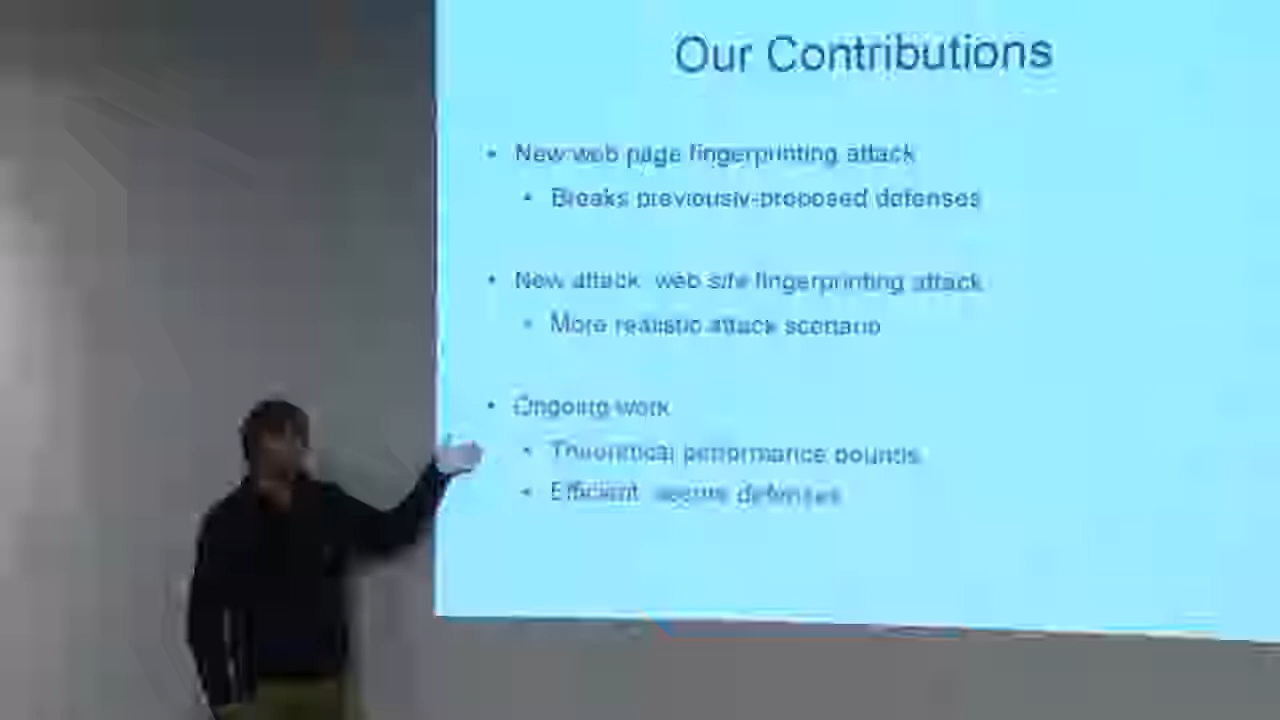 Our Contributions
• New web page fingerprinting attack
• Breaks previously-proposed defenses
• New attack web site fingerprinting attack
• More realistic attack scenario
• Ongoing work
• Theoretical performance bounds
• Efficient secure defenses